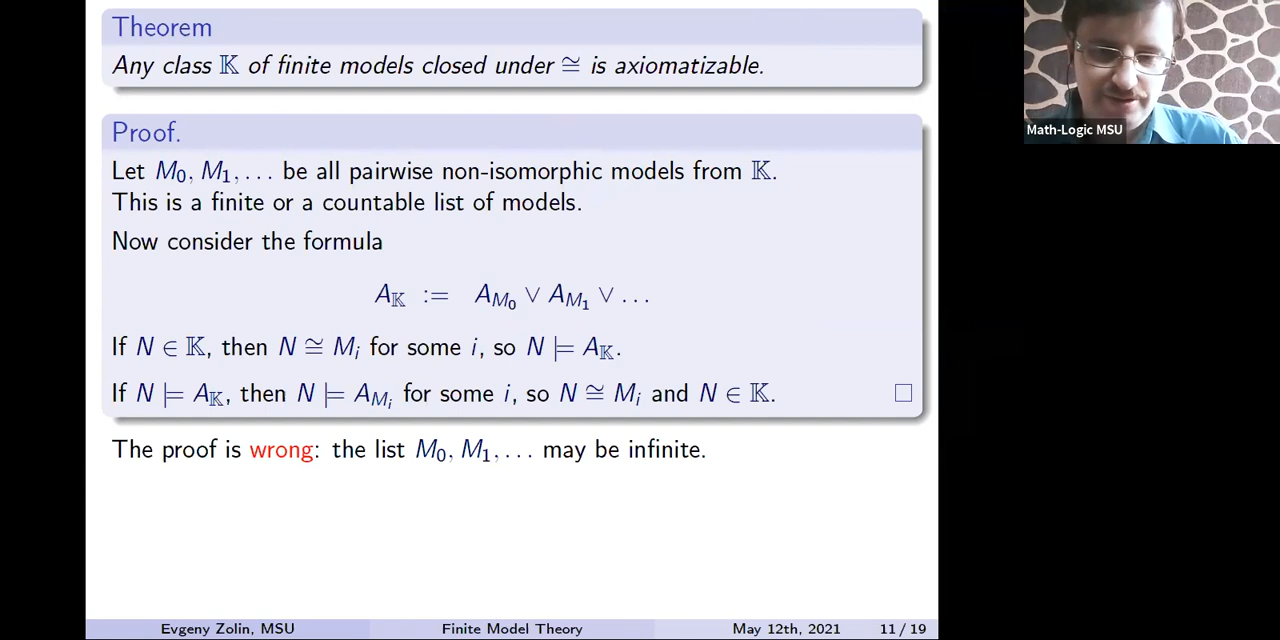 Theorem
Any class 𝕂 of finite models closed under ≅ is axiomatizable.
Proof.
Let M₀, M₁, . . . be all pairwise non-isomorphic models from 𝕂.
This is a finite or a countable list of models.
Now consider the formula
A_𝕂 := A_{M₀} ∨ A_{M₁} ∨ . . .
If N ∈ 𝕂, then N ≅ Mᵢ for some i, so N ⊨ A_𝕂.
If N ⊨ A_𝕂, then N ⊨ A_{Mᵢ} for some i, so N ≅ Mᵢ and N ∈ 𝕂. □
The proof is wrong: the list M₀, M₁, . . . may be infinite.
Evgeny Zolin, MSU
Finite Model Theory
May 12th, 2021
11 / 19
Math-Logic MSU